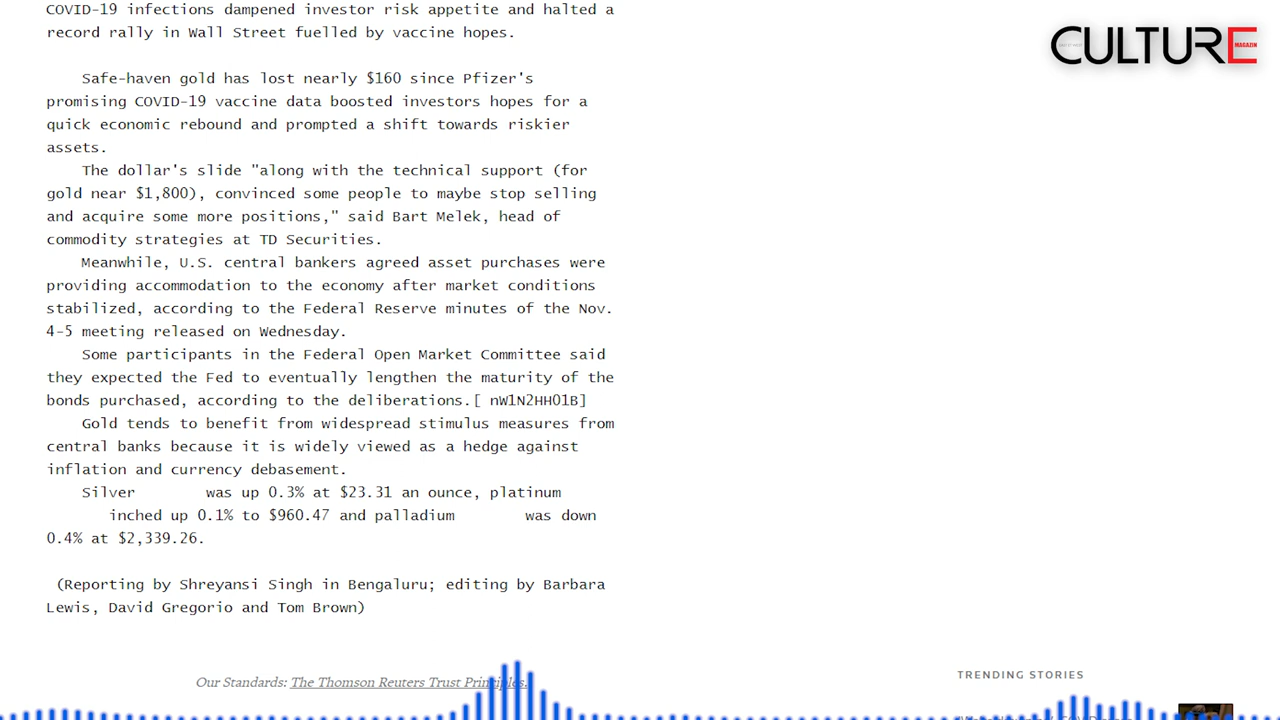 COVID-19 infections dampened investor risk appetite and halted a
record rally in Wall Street fuelled by vaccine hopes.
Safe-haven gold has lost nearly $160 since Pfizer's
promising COVID-19 vaccine data boosted investors hopes for a
quick economic rebound and prompted a shift towards riskier
assets.
The dollar's slide "along with the technical support (for
gold near $1,800), convinced some people to maybe stop selling
and acquire some more positions," said Bart Melek, head of
commodity strategies at TD Securities.
Meanwhile, U.S. central bankers agreed asset purchases were
providing accommodation to the economy after market conditions
stabilized, according to the Federal Reserve minutes of the Nov.
4-5 meeting released on Wednesday.
Some participants in the Federal Open Market Committee said
they expected the Fed to eventually lengthen the maturity of the
bonds purchased, according to the deliberations.[ nW1N2HH01B]
Gold tends to benefit from widespread stimulus measures from
central banks because it is widely viewed as a hedge against
inflation and currency debasement.
Silver was up 0.3% at $23.31 an ounce, platinum
inched up 0.1% to $960.47 and palladium was down
0.4% at $2,339.26.
(Reporting by Shreyansi Singh in Bengaluru; editing by Barbara
Lewis, David Gregorio and Tom Brown)
Our Standards: The Thomson Reuters Trust Principles.
CULTURE
MAGAZIN
TRENDING STORIES